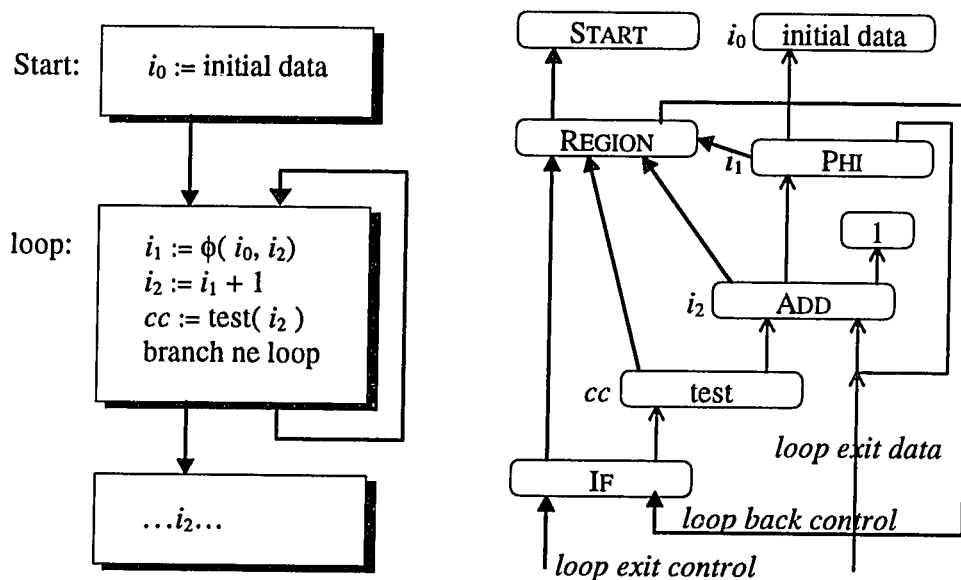 Start:
i₀ := initial data
loop:
i₁ := ϕ( i₀, i₂)
i₂ := i₁ + 1
cc := test( i₂ )
branch ne loop
...i₂...
START
i₀ initial data
REGION
i₁ PHI
1
i₂ ADD
cc test
loop exit data
IF
loop back control
loop exit control